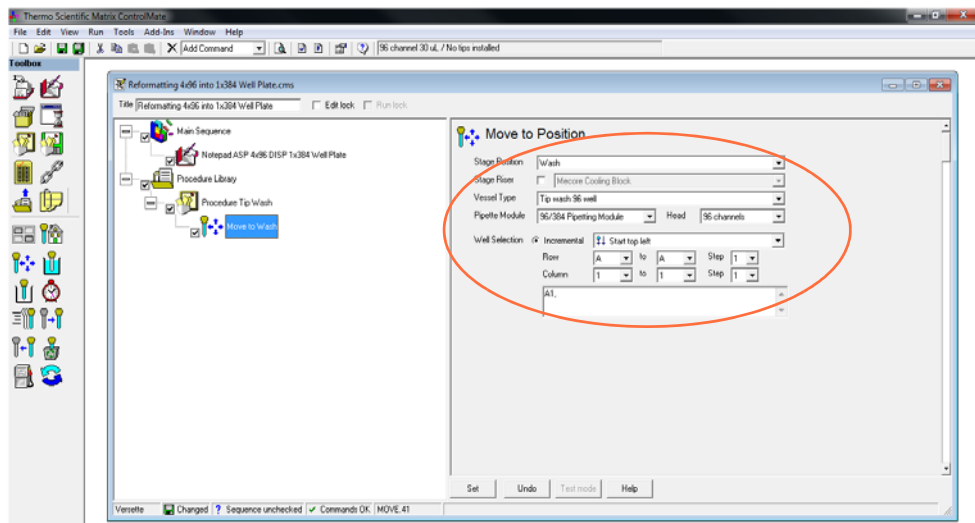 Thermo Scientific Matrix ControlMate
File Edit View Run Tools Add-Ins Window Help
Add Command
96 channel 30 uL / No tips installed
Toolbox
Reformatting 4x96 into 1x384 Well Plate.cms
Title Reformatting 4x96 into 1x384 Well Plate Edit lock Run lock
Main Sequence
Notepad ASP 4x96 DISP 1x384 Well Plate
Procedure Library
Procedure Tip Wash
Move to Wash
Move to Position
Stage Position Wash
Stage Riser Mecore Cooling Block
Vessel Type Tip wash 96 well
Pipette Module 96/384 Pipetting Module Head 96 channels
Well Selection Incremental Start top left
Row A to A Step 1
Column 1 to 1 Step 1
A1,
Set Undo Test mode Help
Versette Changed ? Sequence unchecked Commands OK MOVE.41